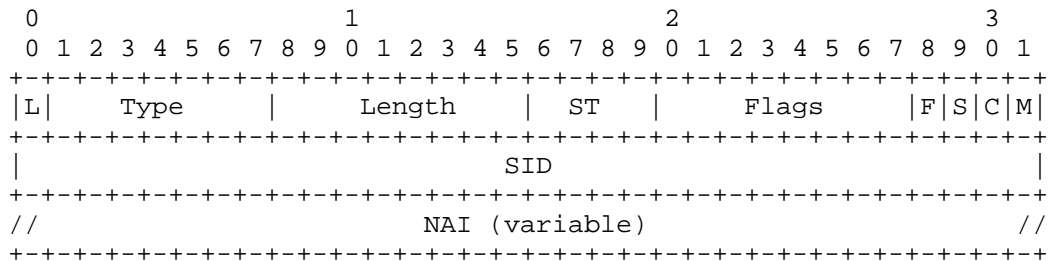 0                   1                   2                   3
 0 1 2 3 4 5 6 7 8 9 0 1 2 3 4 5 6 7 8 9 0 1 2 3 4 5 6 7 8 9 0 1
+-+-+-+-+-+-+-+-+-+-+-+-+-+-+-+-+-+-+-+-+-+-+-+-+-+-+-+-+-+-+-+-+
|L|    Type     |     Length    |  ST   |     Flags     |F|S|C|M|
+-+-+-+-+-+-+-+-+-+-+-+-+-+-+-+-+-+-+-+-+-+-+-+-+-+-+-+-+-+-+-+-+
|                              SID                              |
+-+-+-+-+-+-+-+-+-+-+-+-+-+-+-+-+-+-+-+-+-+-+-+-+-+-+-+-+-+-+-+-+
//                        NAI (variable)                       //
+-+-+-+-+-+-+-+-+-+-+-+-+-+-+-+-+-+-+-+-+-+-+-+-+-+-+-+-+-+-+-+-+